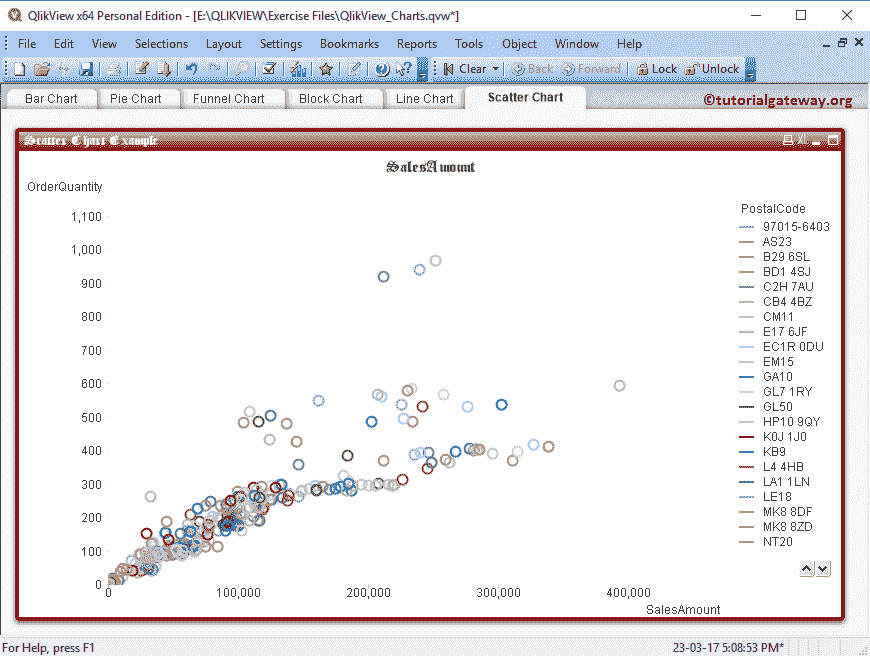 QlikView x64 Personal Edition - [E:\QLIKVIEW\Exercise Files\QlikView_Charts.qvw*]
File Edit View Selections Layout Settings Bookmarks Reports Tools Object Window Help
Clear Back Forward Lock Unlock
Bar Chart Pie Chart Funnel Chart Block Chart Line Chart Scatter Chart ©tutorialgateway.org
Scatter Chart Example XL
SalesAmount
OrderQuantity
1,100
1,000
900
800
700
600
500
400
300
200
100
0
0 100,000 200,000 300,000 400,000
SalesAmount
PostalCode
97015-6403
AS23
B29 6SL
BD1 4SJ
C2H 7AU
CB4 4BZ
CM11
E17 6JF
EC1R 0DU
EM15
GA10
GL7 1RY
GL50
HP10 9QY
K0J 1J0
KB9
L4 4HB
LA1 1LN
LE18
MK8 8DF
MK8 8ZD
NT20
For Help, press F1 23-03-17 5:08:53 PM*